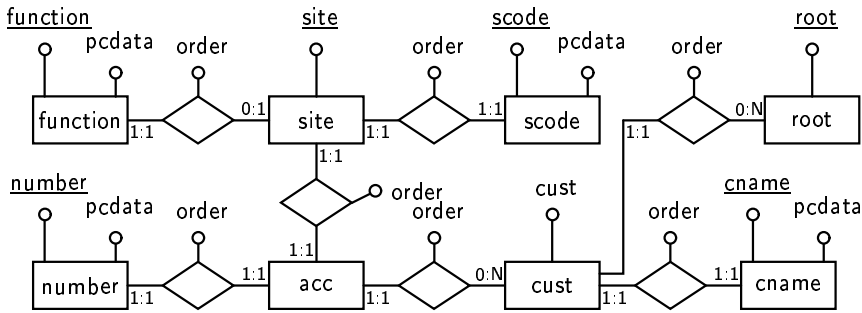 function site scode root
pcdata order order pcdata order
function 1:1 0:1 site 1:1 1:1 scode 1:1 0:N root
1:1
number pcdata order order order cust order cname pcdata
1:1
number 1:1 1:1 acc 1:1 0:N cust 1:1 1:1 cname